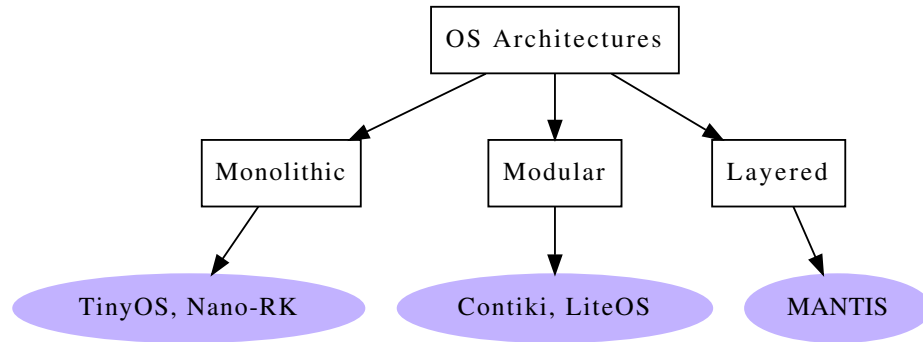 OS Architectures
Monolithic
Modular
Layered
TinyOS, Nano-RK
Contiki, LiteOS
MANTIS